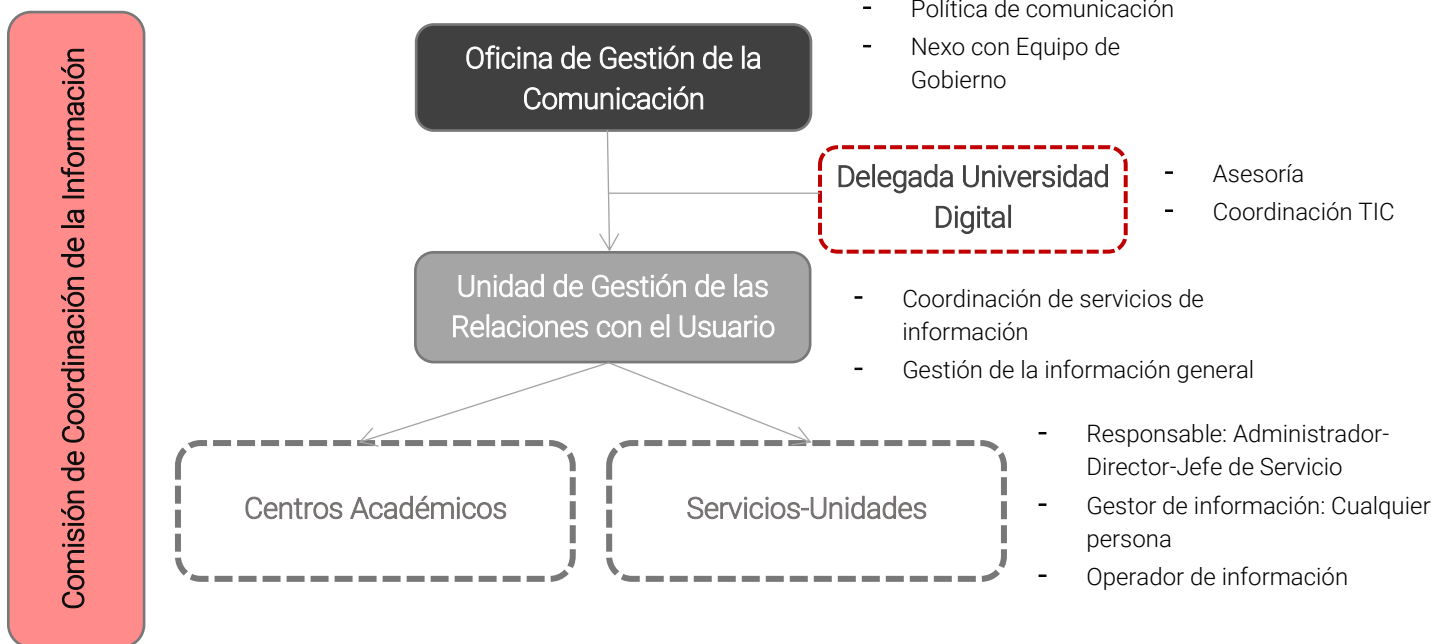 Comisión de Coordinación de la Información
Oficina de Gestión de la
Comunicación
- Política de comunicación
- Nexo con Equipo de
Gobierno
Delegada Universidad
Digital
- Asesoría
- Coordinación TIC
Unidad de Gestión de las
Relaciones con el Usuario
- Coordinación de servicios de
información
- Gestión de la información general
Centros Académicos
Servicios-Unidades
- Responsable: Administrador-
Director-Jefe de Servicio
- Gestor de información: Cualquier
persona
- Operador de información